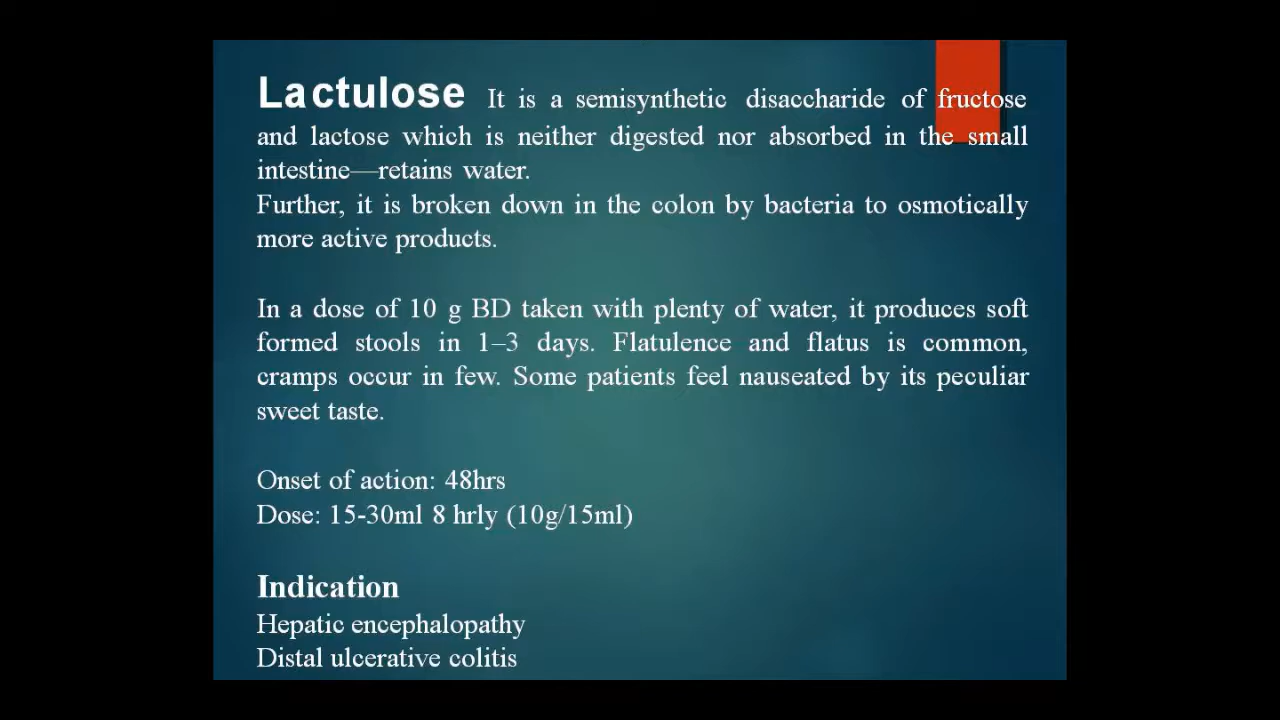 Lactulose It is a semisynthetic disaccharide of fructose
and lactose which is neither digested nor absorbed in the small
intestine—retains water.
Further, it is broken down in the colon by bacteria to osmotically
more active products.
In a dose of 10 g BD taken with plenty of water, it produces soft
formed stools in 1–3 days. Flatulence and flatus is common,
cramps occur in few. Some patients feel nauseated by its peculiar
sweet taste.
Onset of action: 48hrs
Dose: 15-30ml 8 hrly (10g/15ml)
Indication
Hepatic encephalopathy
Distal ulcerative colitis